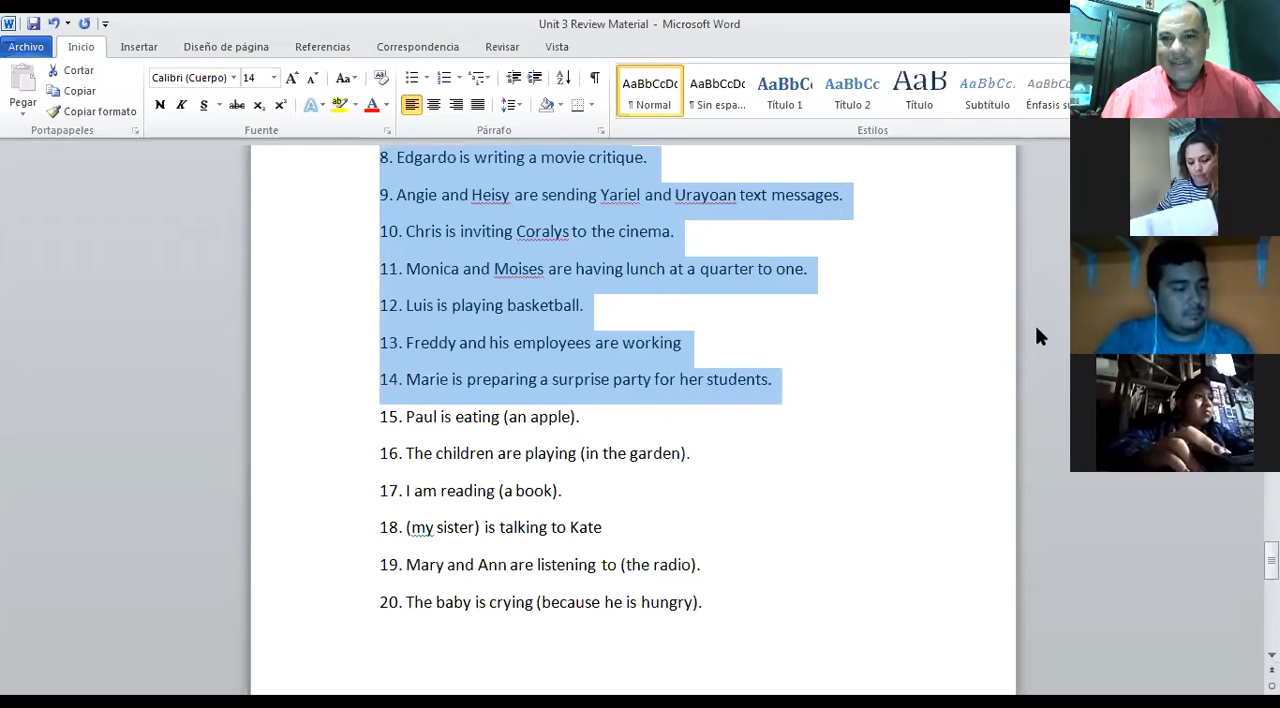 Unit 3 Review Material - Microsoft Word
Archivo Inicio Insertar Diseño de página Referencias Correspondencia Revisar Vista
Pegar
Cortar
Copiar
Copiar formato
Calibri (Cuerpo) 14
N K S abc x₂ x²
AaBbCcDc AaBbCcDc AaBbC AaBbCc AaB AaBbCc. AaBbCc
¶ Normal ¶ Sin espa... Título 1 Título 2 Título Subtítulo Énfasis su
Portapapeles Fuente Párrafo Estilos
8. Edgardo is writing a movie critique.
9. Angie and Heisy are sending Yariel and Urayoan text messages.
10. Chris is inviting Coralys to the cinema.
11. Monica and Moises are having lunch at a quarter to one.
12. Luis is playing basketball.
13. Freddy and his employees are working
14. Marie is preparing a surprise party for her students.
15. Paul is eating (an apple).
16. The children are playing (in the garden).
17. I am reading (a book).
18. (my sister) is talking to Kate
19. Mary and Ann are listening to (the radio).
20. The baby is crying (because he is hungry).